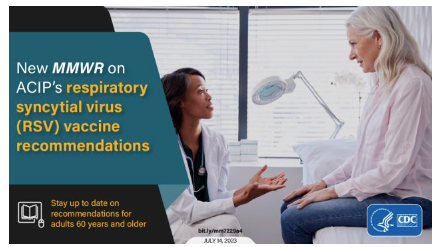 New MMWR on
ACIP's respiratory
syncytial virus
(RSV) vaccine
recommendations
Stay up to date on
recommendations for
adults 60 years and older
bit.ly/mm7229a4
JULY 14, 2023
CDC